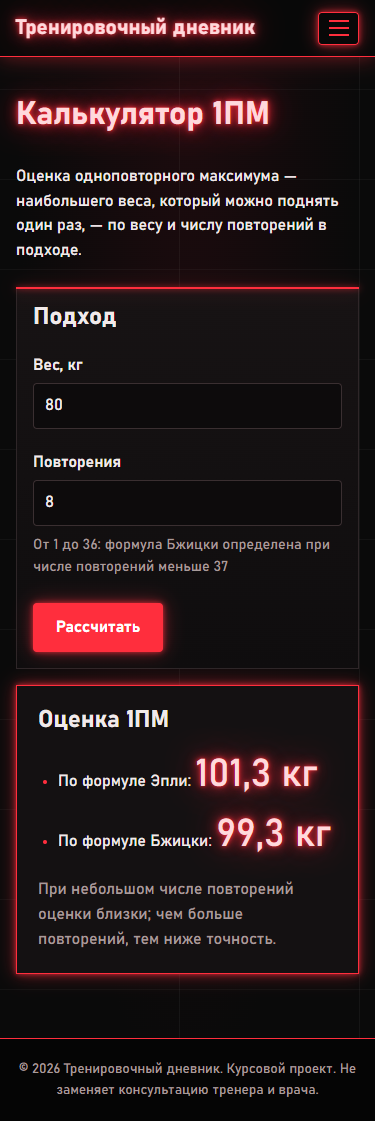 Тренировочный дневник
Калькулятор 1ПМ
Оценка одноповторного максимума —
наибольшего веса, который можно поднять
один раз, — по весу и числу повторений в
подходе.
Подход
Вес, кг
80
Повторения
8
От 1 до 36: формула Бжицки определена при
числе повторений меньше 37
Рассчитать
Оценка 1ПМ
• По формуле Эпли: 101,3 кг
• По формуле Бжицки: 99,3 кг
При небольшом числе повторений
оценки близки; чем больше
повторений, тем ниже точность.
© 2026 Тренировочный дневник. Курсовой проект. Не
заменяет консультацию тренера и врача.